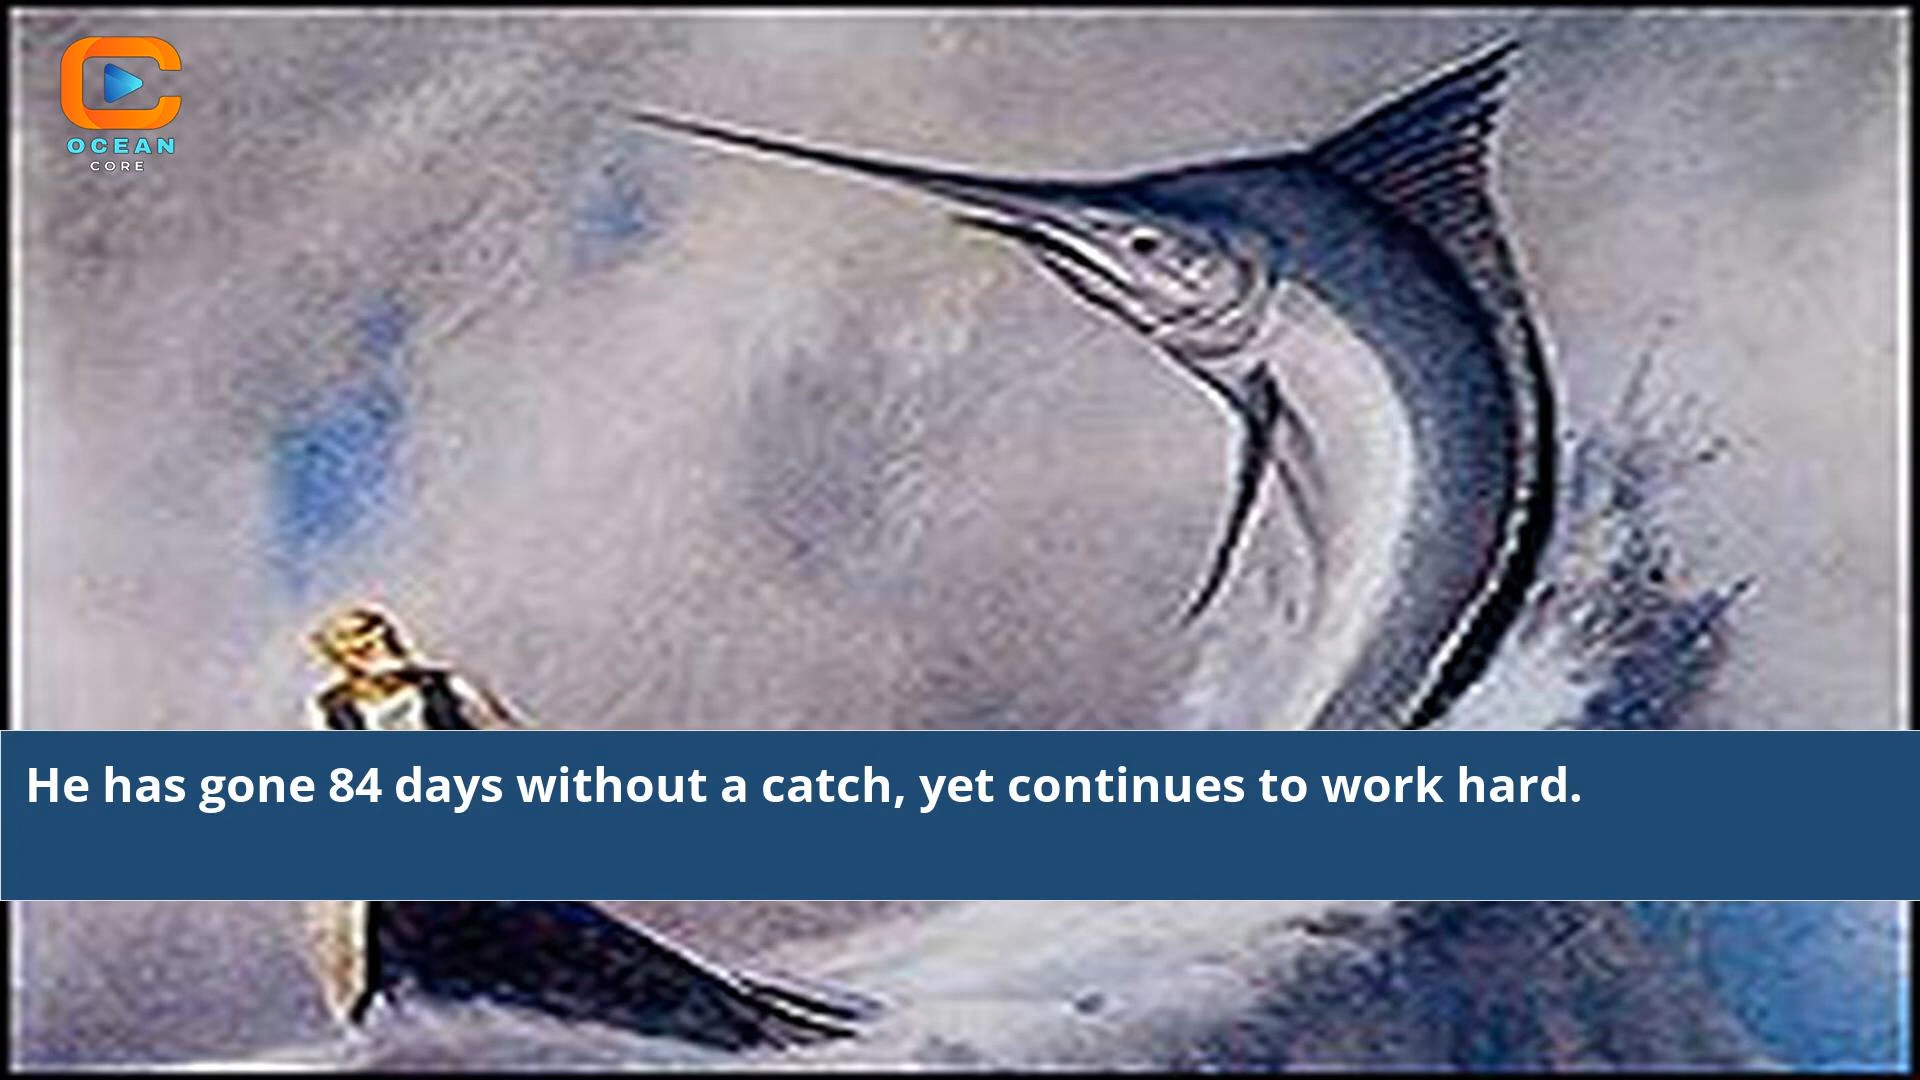 OCEAN
CORE
He has gone 84 days without a catch, yet continues to work hard.